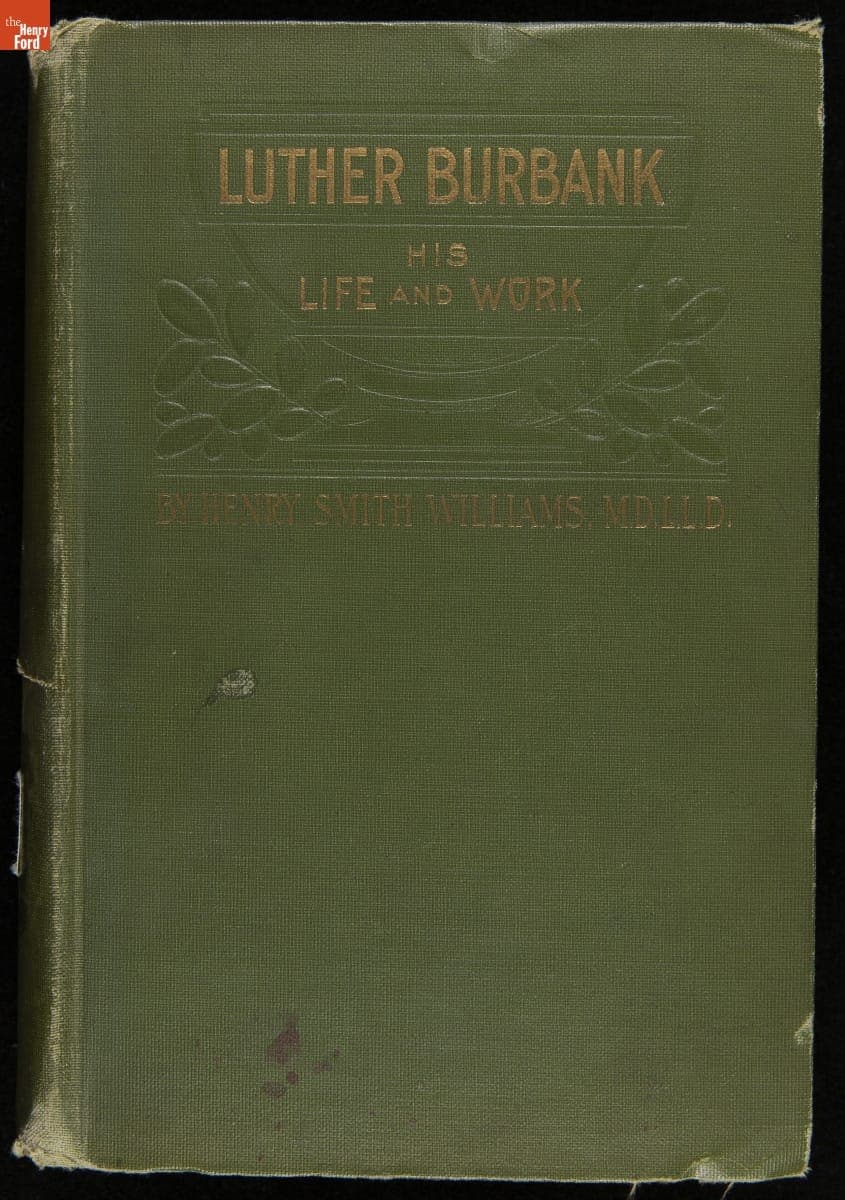 the
Henry
Ford
LUTHER BURBANK
HIS
LIFE AND WORK
BY HENRY SMITH WILLIAMS, M.D.LL.D.